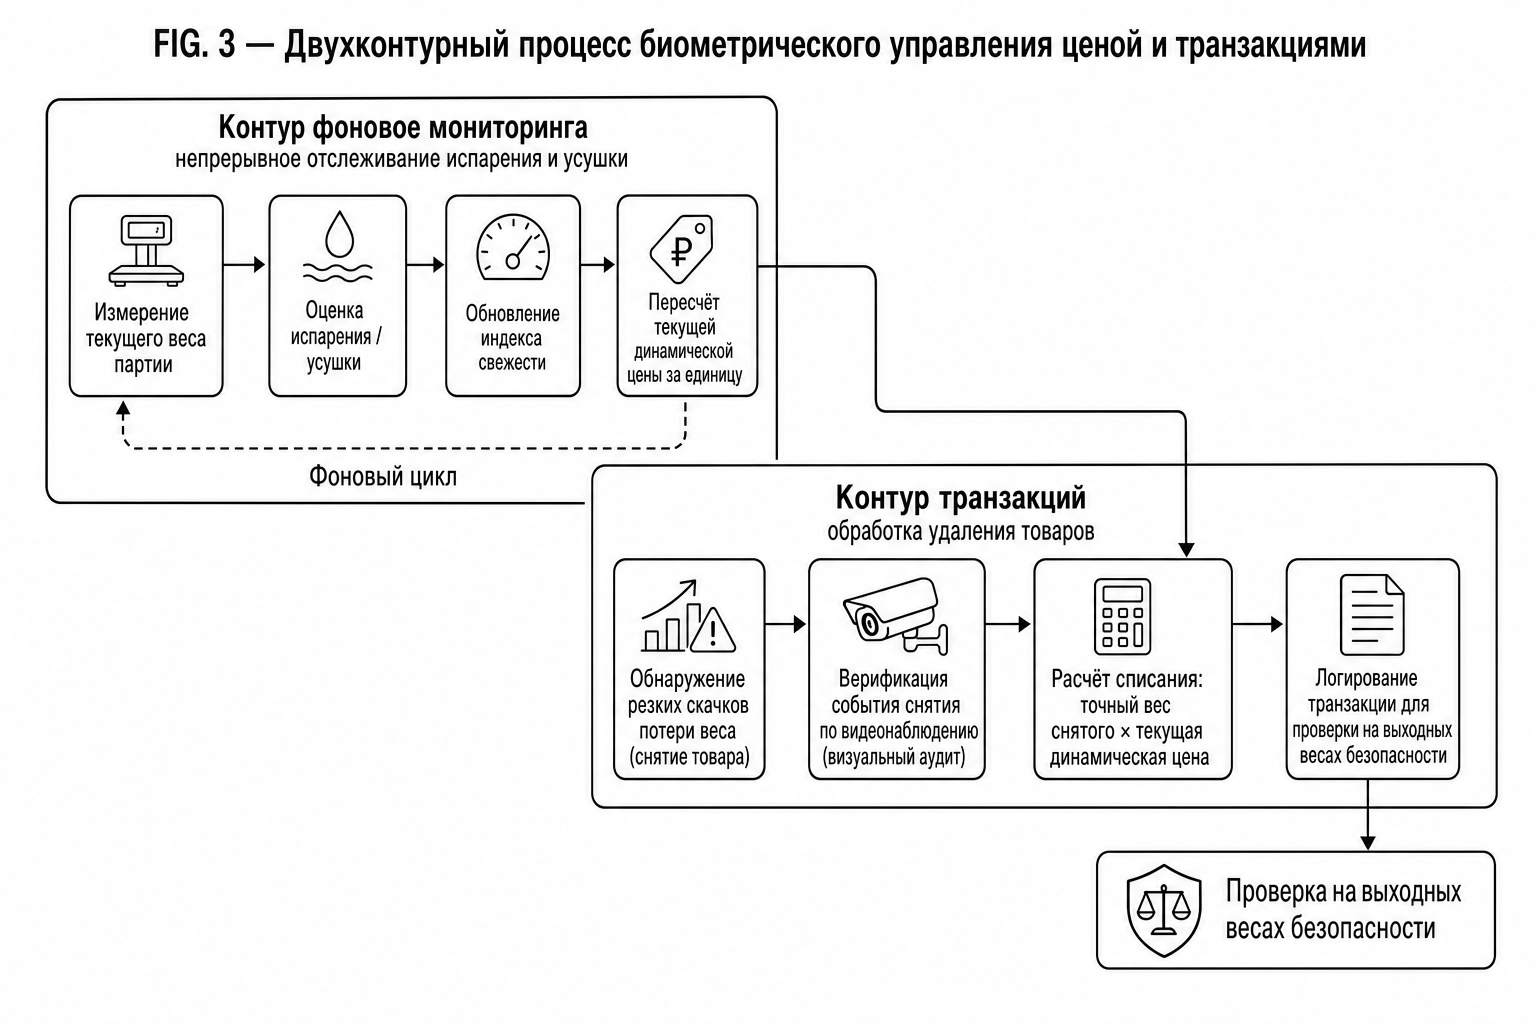 FIG. 3 — Двухконтурный процесс биометрического управления ценой и транзакциями
Контур фоновое мониторинга
непрерывное отслеживание испарения и усушки
Измерение
текущего веса
партии
Оценка
испарения /
усушки
Обновление
индекса
свежести
₽
Пересчёт
текущей
динамической
цены за единицу
Фоновый цикл
Контур транзакций
обработка удаления товаров
Обнаружение
резких скачков
потери веса
(снятие товара)
Верификация
события снятия
по видеонаблюдению
(визуальный аудит)
Расчёт списания:
точный вес
снятого × текущая
динамическая цена
Логирование
транзакции для
проверки на выходных
весах безопасности
Проверка на выходных
весах безопасности